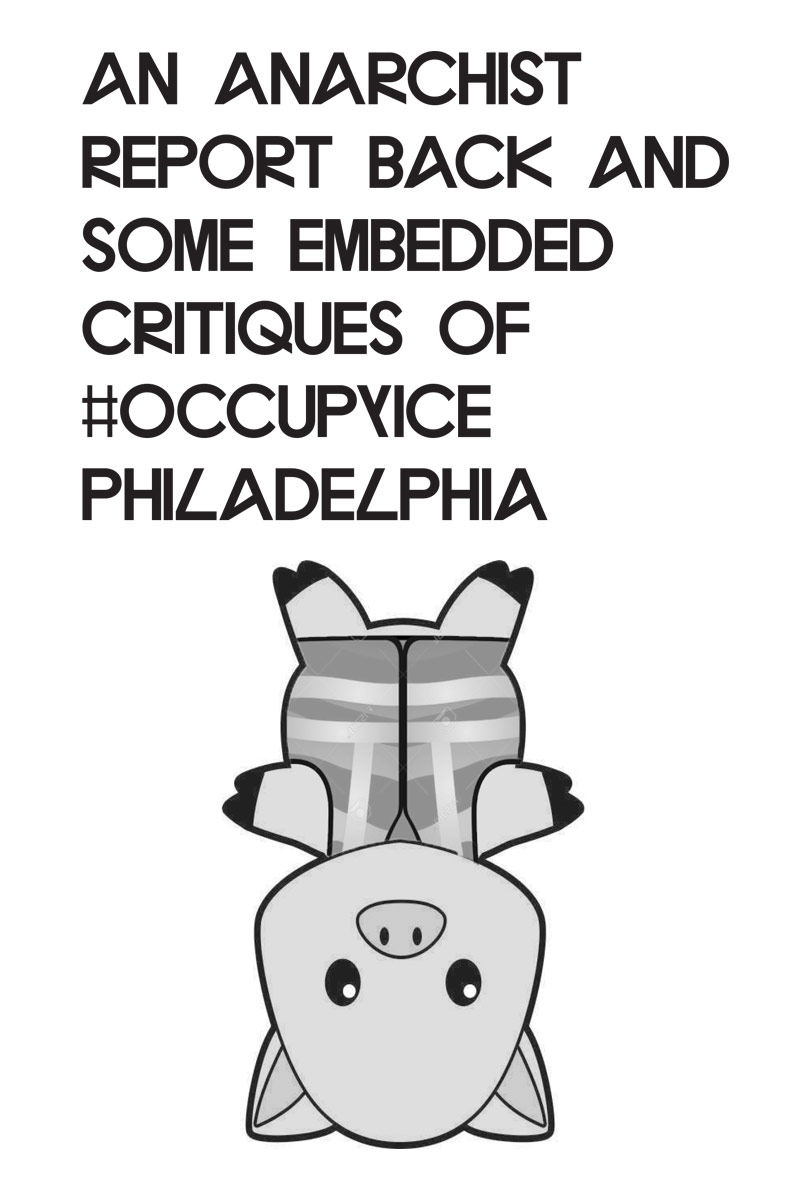 AN ANARCHIST
REPORT BACK AND
SOME EMBEDDED
CRITIQUES OF
#OCCUPYICE
PHILADELPHIA